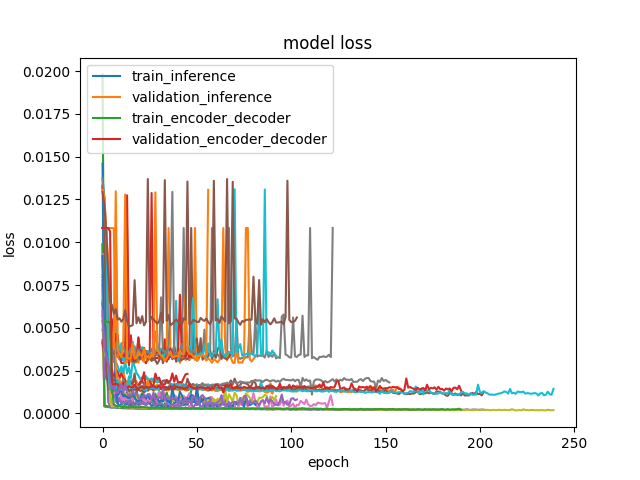 model loss
train_inference
validation_inference
train_encoder_decoder
validation_encoder_decoder
0.0200
0.0175
0.0150
0.0125
0.0100
0.0075
0.0050
0.0025
0.0000
loss
0 50 100 150 200 250
epoch